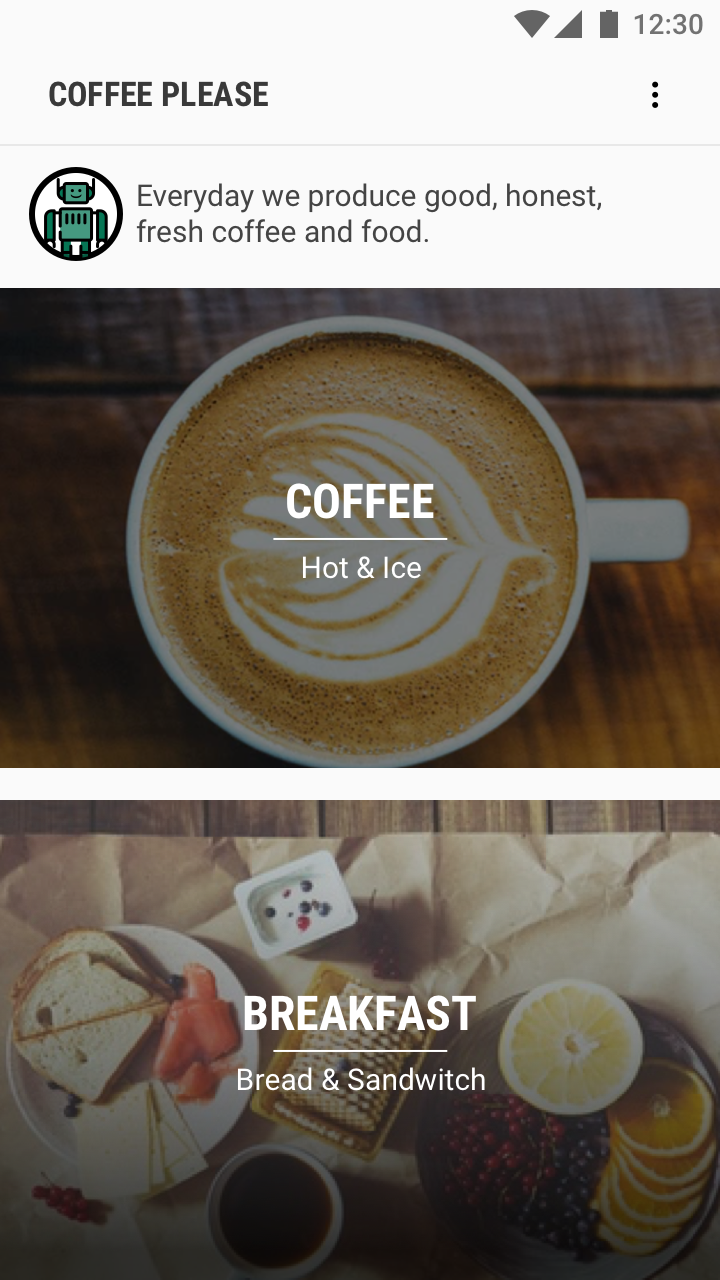 12:30
COFFEE PLEASE
Everyday we produce good, honest,
fresh coffee and food.
COFFEE
Hot & Ice
BREAKFAST
Bread & Sandwitch